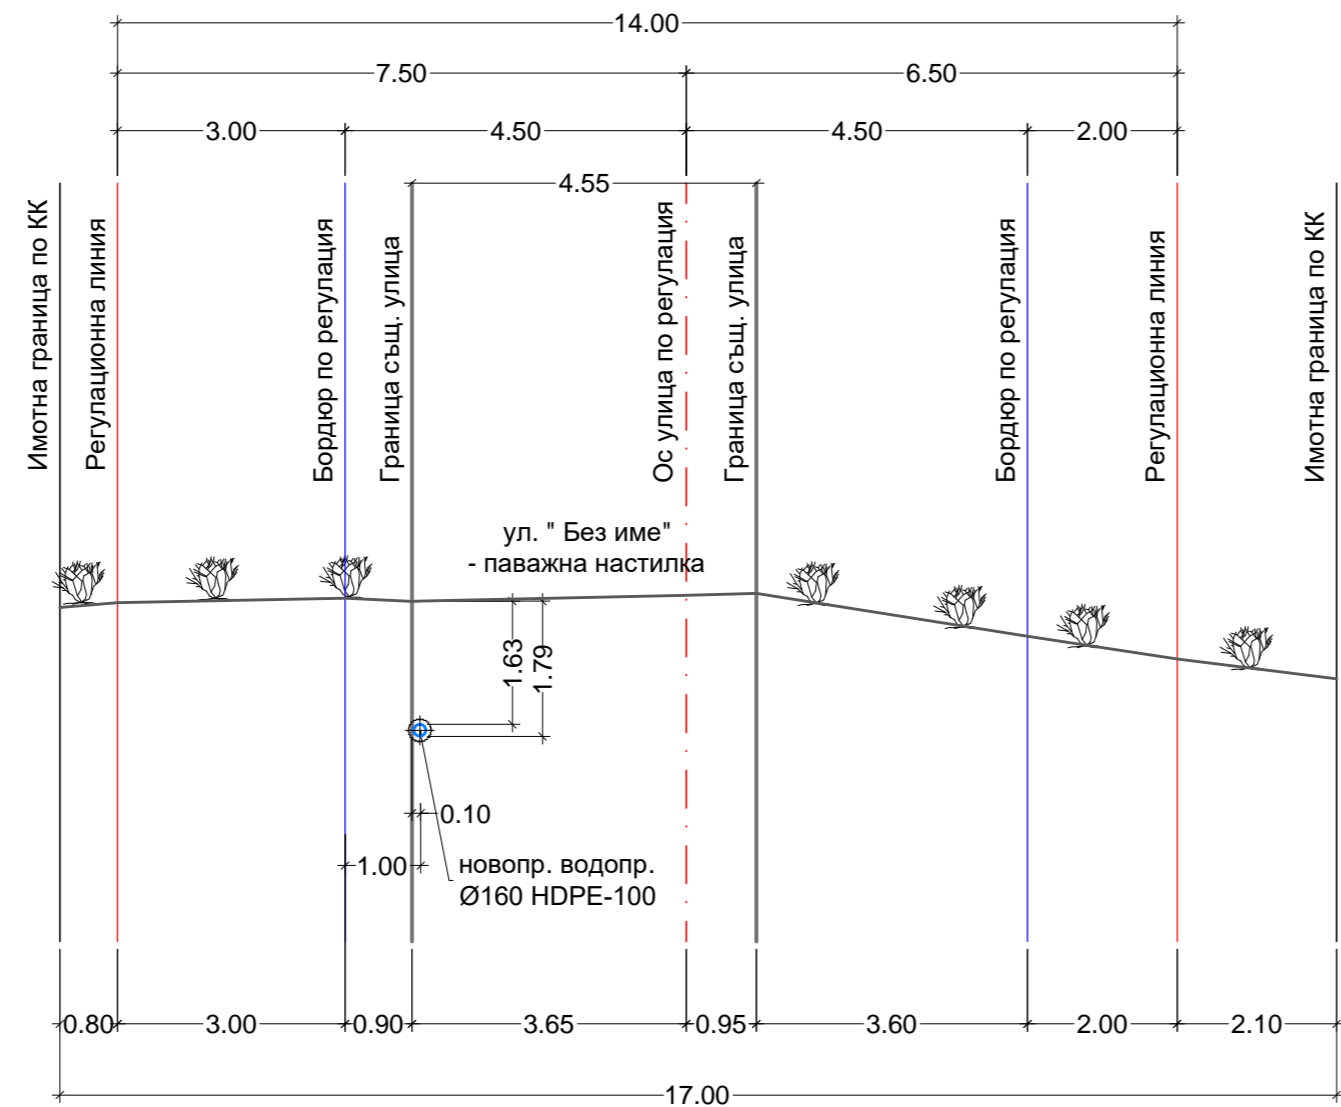 14.00
7.50
6.50
3.00
4.50
4.50
2.00
4.55
Имотна граница по КК
Регулационна линия
Бордюр по регулация
Граница същ. улица
Ос улица по регулация
Граница същ. улица
Бордюр по регулация
Регулационна линия
Имотна граница по КК
ул. " Без име"
- паважна настилка
1.63
1.79
0.10
1.00
новопр. водопр.
Ø160 HDPE-100
0.80
3.00
0.90
3.65
0.95
3.60
2.00
2.10
17.00